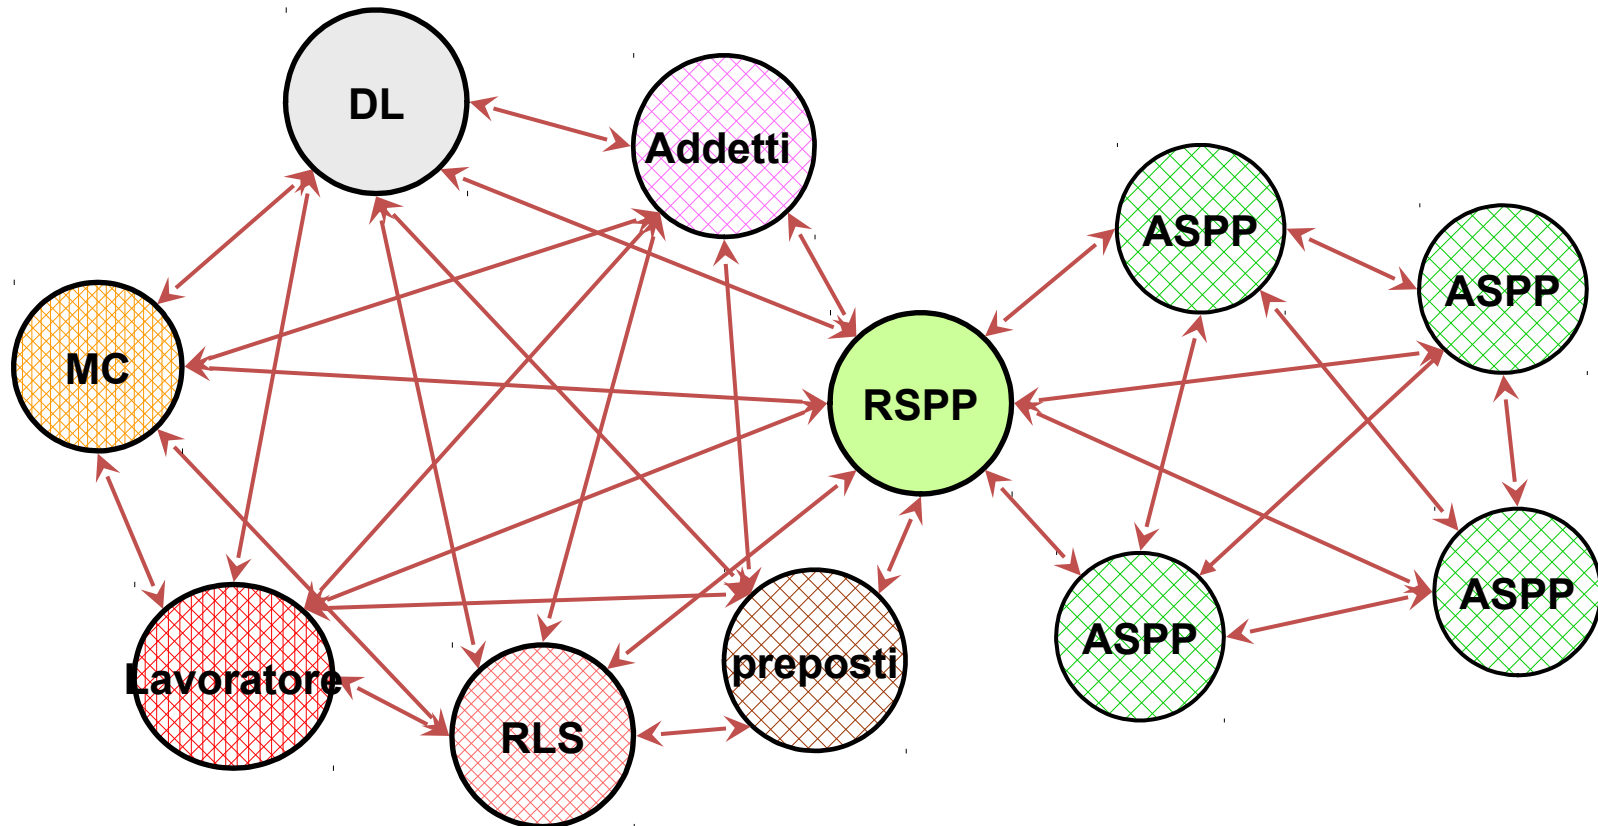 DL
Addetti
ASPP
ASPP
MC
RSPP
Lavoratore
RLS
preposti
ASPP
ASPP